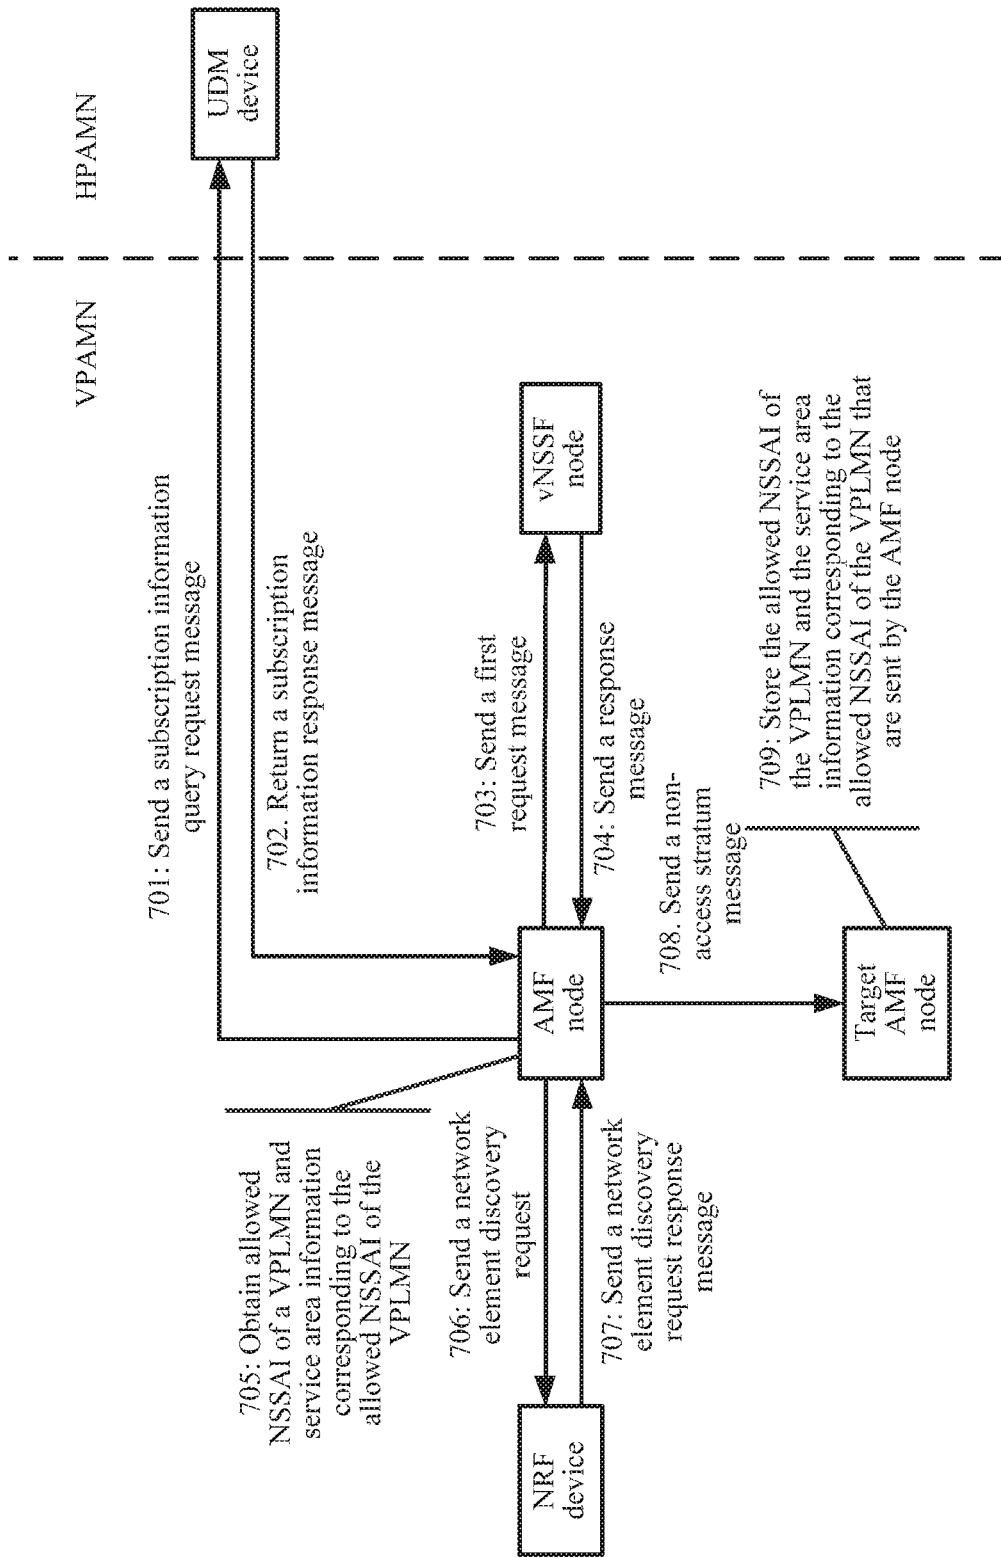 VPAMN
HPAMN
701: Send a subscription information
query request message
UDM
device
702. Return a subscription
information response message
705: Obtain allowed
NSSAI of a VPLMN and
service area information
corresponding to the
allowed NSSAI of the
VPLMN
706: Send a network
element discovery
request
703: Send a first
request message
NRF
device
AMF
node
vNSSF
node
707: Send a network
element discovery
request response
message
704: Send a response
message
708. Send a non-
access stratum
message
709: Store the allowed NSSAI of
the VPLMN and the service area
information corresponding to the
allowed NSSAI of the VPLMN that
are sent by the AMF node
Target
AMF
node